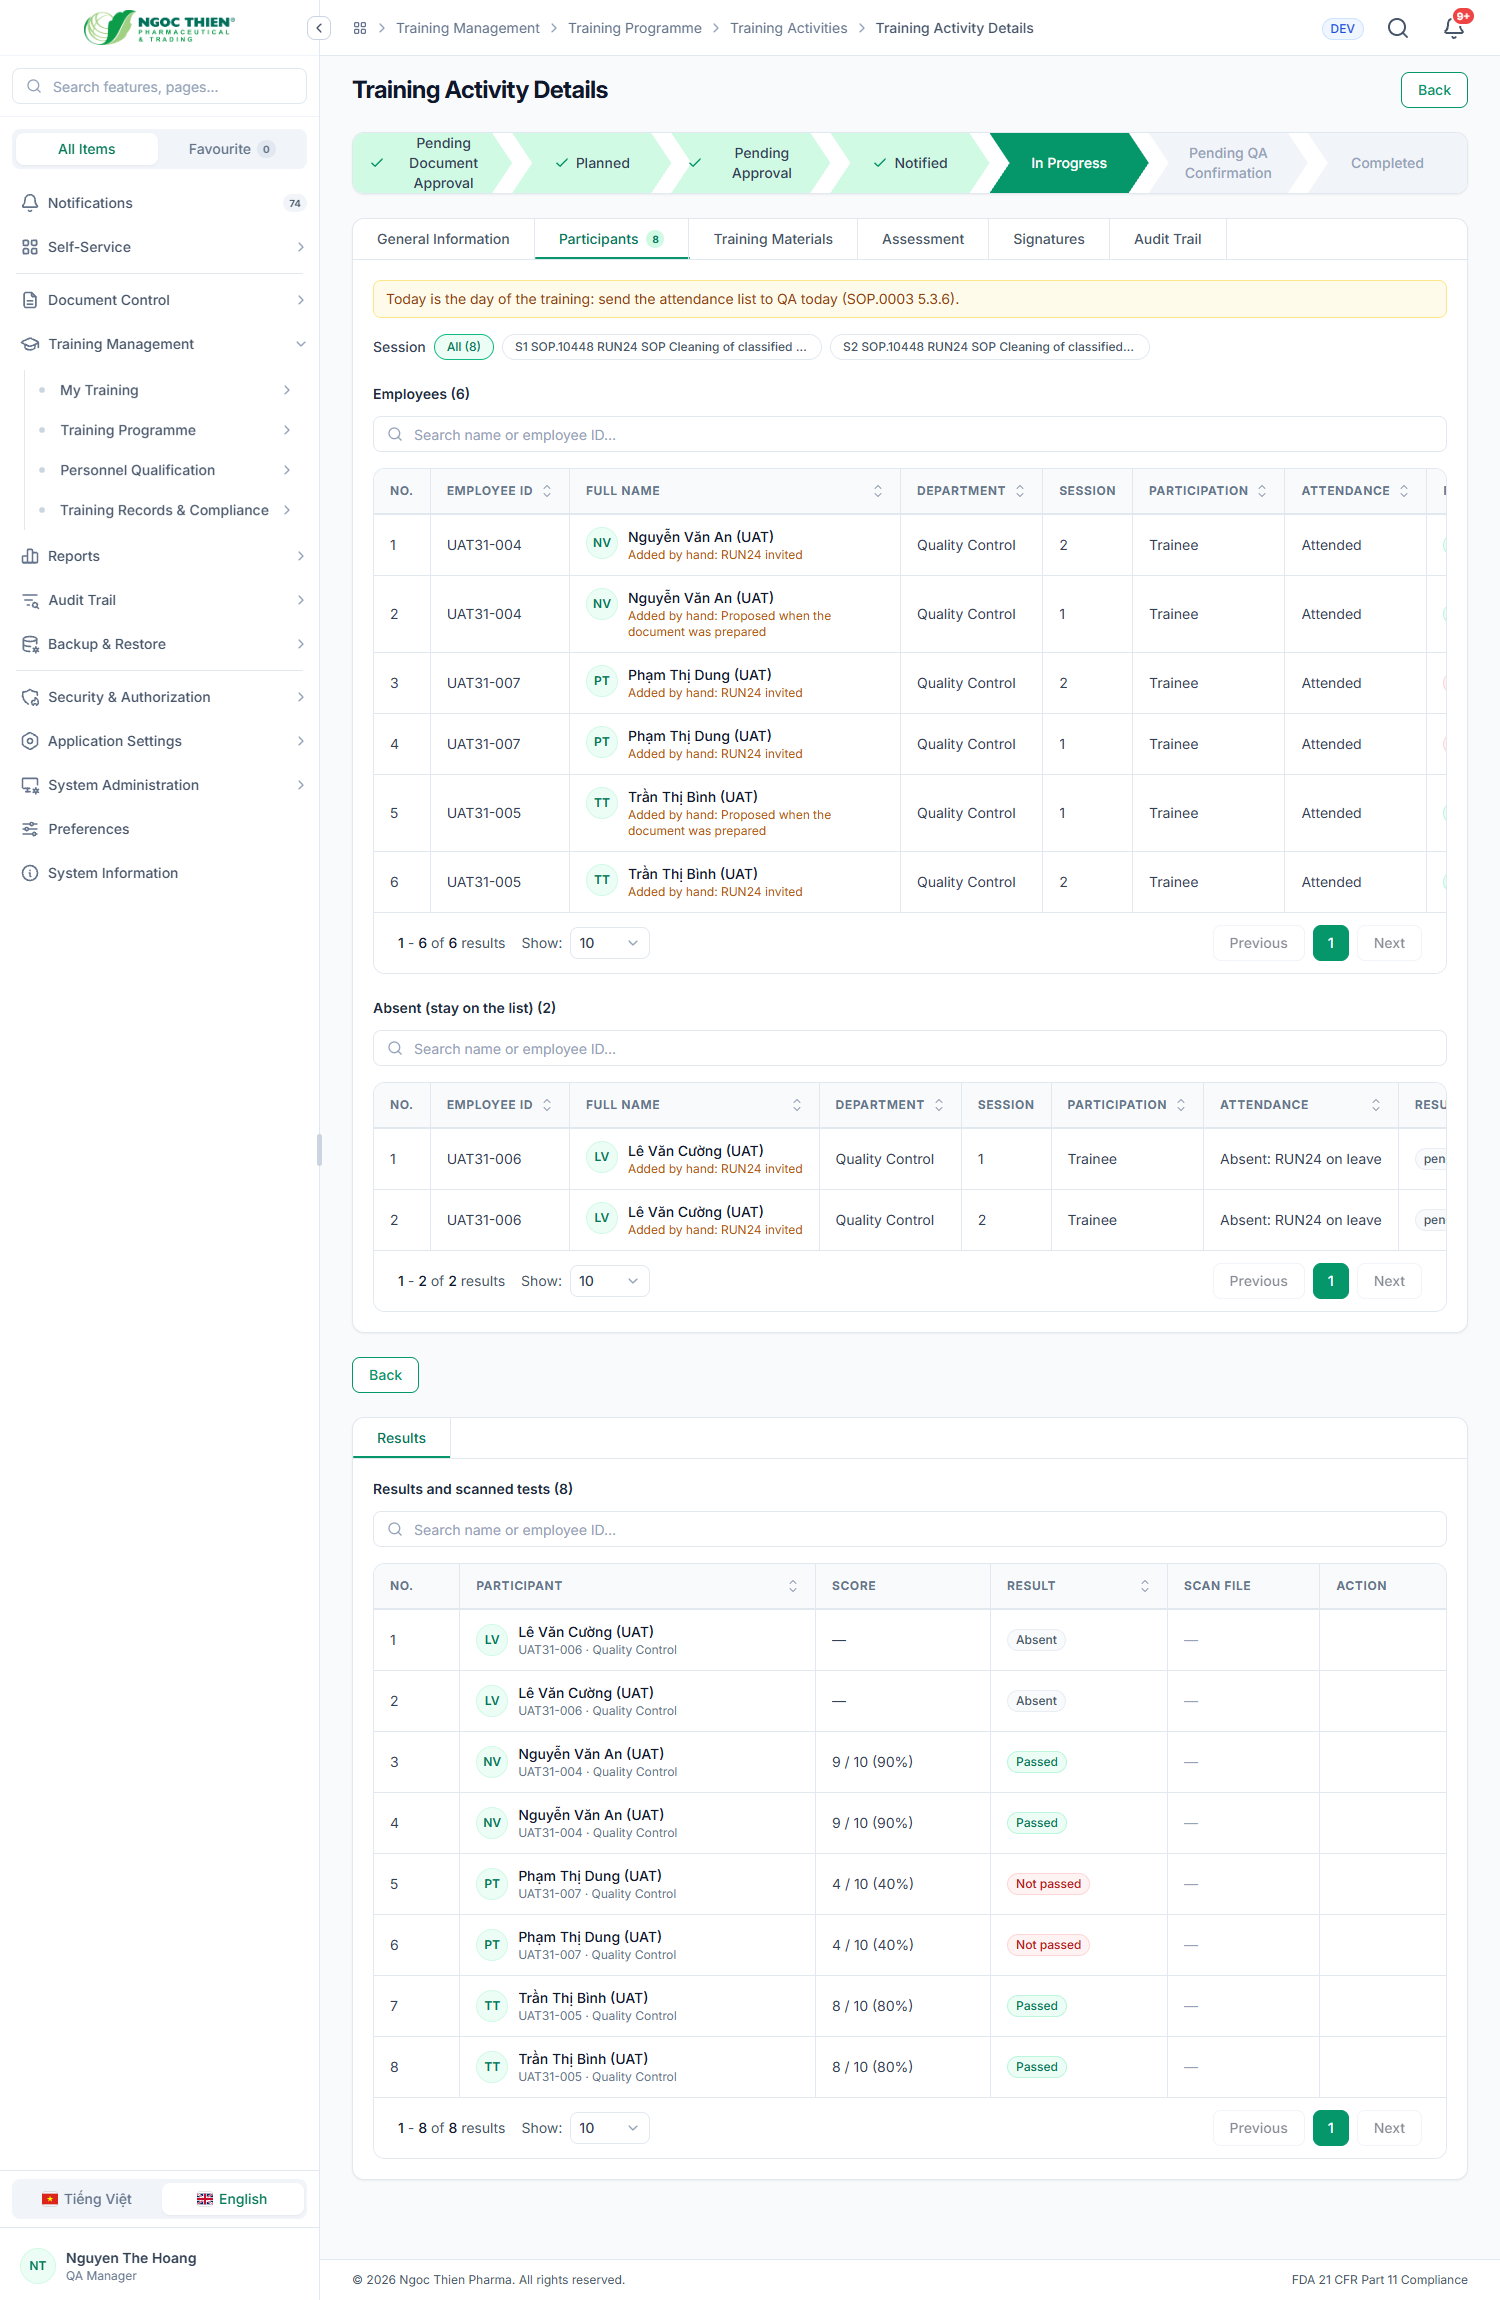 NGOC THIEN®
PHARMACEUTICAL
& TRADING
Training Management
Training Programme
Training Activities
Training Activity Details
DEV
9+
Search features, pages...
All Items
Favourite 0
Notifications 74
Self-Service
Document Control
Training Management
My Training
Training Programme
Personnel Qualification
Training Records & Compliance
Reports
Audit Trail
Backup & Restore
Security & Authorization
Application Settings
System Administration
Preferences
System Information
Tiếng Việt
English
NT
Nguyen The Hoang
QA Manager
Training Activity Details
Back
Pending Document Approval
Planned
Pending Approval
Notified
In Progress
Pending QA Confirmation
Completed
General Information
Participants 8
Training Materials
Assessment
Signatures
Audit Trail
Today is the day of the training: send the attendance list to QA today (SOP.0003 5.3.6).
Session All (8) S1 SOP.10448 RUN24 SOP Cleaning of classified ... S2 SOP.10448 RUN24 SOP Cleaning of classified...
Employees (6)
Search name or employee ID...
NO. EMPLOYEE ID FULL NAME DEPARTMENT SESSION PARTICIPATION ATTENDANCE
1 UAT31-004 NV Nguyễn Văn An (UAT) Quality Control 2 Trainee Attended
Added by hand: RUN24 invited
2 UAT31-004 NV Nguyễn Văn An (UAT) Quality Control 1 Trainee Attended
Added by hand: Proposed when the
document was prepared
3 UAT31-007 PT Phạm Thị Dung (UAT) Quality Control 2 Trainee Attended
Added by hand: RUN24 invited
4 UAT31-007 PT Phạm Thị Dung (UAT) Quality Control 1 Trainee Attended
Added by hand: RUN24 invited
5 UAT31-005 TT Trần Thị Bình (UAT) Quality Control 1 Trainee Attended
Added by hand: Proposed when the
document was prepared
6 UAT31-005 TT Trần Thị Bình (UAT) Quality Control 2 Trainee Attended
Added by hand: RUN24 invited
1 - 6 of 6 results Show: 10 Previous 1 Next
Absent (stay on the list) (2)
Search name or employee ID...
NO. EMPLOYEE ID FULL NAME DEPARTMENT SESSION PARTICIPATION ATTENDANCE RESU
1 UAT31-006 LV Lê Văn Cường (UAT) Quality Control 1 Trainee Absent: RUN24 on leave pen
Added by hand: RUN24 invited
2 UAT31-006 LV Lê Văn Cường (UAT) Quality Control 2 Trainee Absent: RUN24 on leave pen
Added by hand: RUN24 invited
1 - 2 of 2 results Show: 10 Previous 1 Next
Back
Results
Results and scanned tests (8)
Search name or employee ID...
NO. PARTICIPANT SCORE RESULT SCAN FILE ACTION
1 LV Lê Văn Cường (UAT) — Absent —
UAT31-006 · Quality Control
2 LV Lê Văn Cường (UAT) — Absent —
UAT31-006 · Quality Control
3 NV Nguyễn Văn An (UAT) 9 / 10 (90%) Passed —
UAT31-004 · Quality Control
4 NV Nguyễn Văn An (UAT) 9 / 10 (90%) Passed —
UAT31-004 · Quality Control
5 PT Phạm Thị Dung (UAT) 4 / 10 (40%) Not passed —
UAT31-007 · Quality Control
6 PT Phạm Thị Dung (UAT) 4 / 10 (40%) Not passed —
UAT31-007 · Quality Control
7 TT Trần Thị Bình (UAT) 8 / 10 (80%) Passed —
UAT31-005 · Quality Control
8 TT Trần Thị Bình (UAT) 8 / 10 (80%) Passed —
UAT31-005 · Quality Control
1 - 8 of 8 results Show: 10 Previous 1 Next
© 2026 Ngoc Thien Pharma. All rights reserved.
FDA 21 CFR Part 11 Compliance